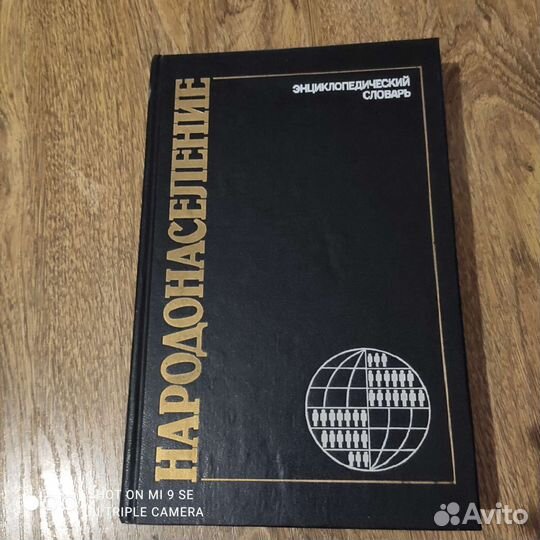 НАРОДОНАСЕЛЕНИЕ
ЭНЦИКЛОПЕДИЧЕСКИЙ
СЛОВАРЬ
SHOT ON MI 9 SE
AI TRIPLE CAMERA
Avito